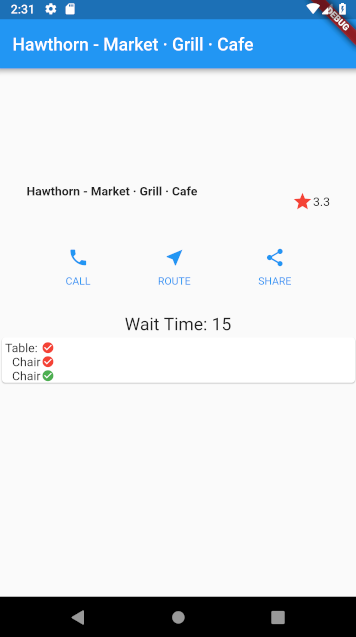 2:31
DEBUG
Hawthorn - Market · Grill · Cafe
Hawthorn - Market · Grill · Cafe
3.3
CALL ROUTE SHARE
Wait Time: 15
Table:
Chair
Chair